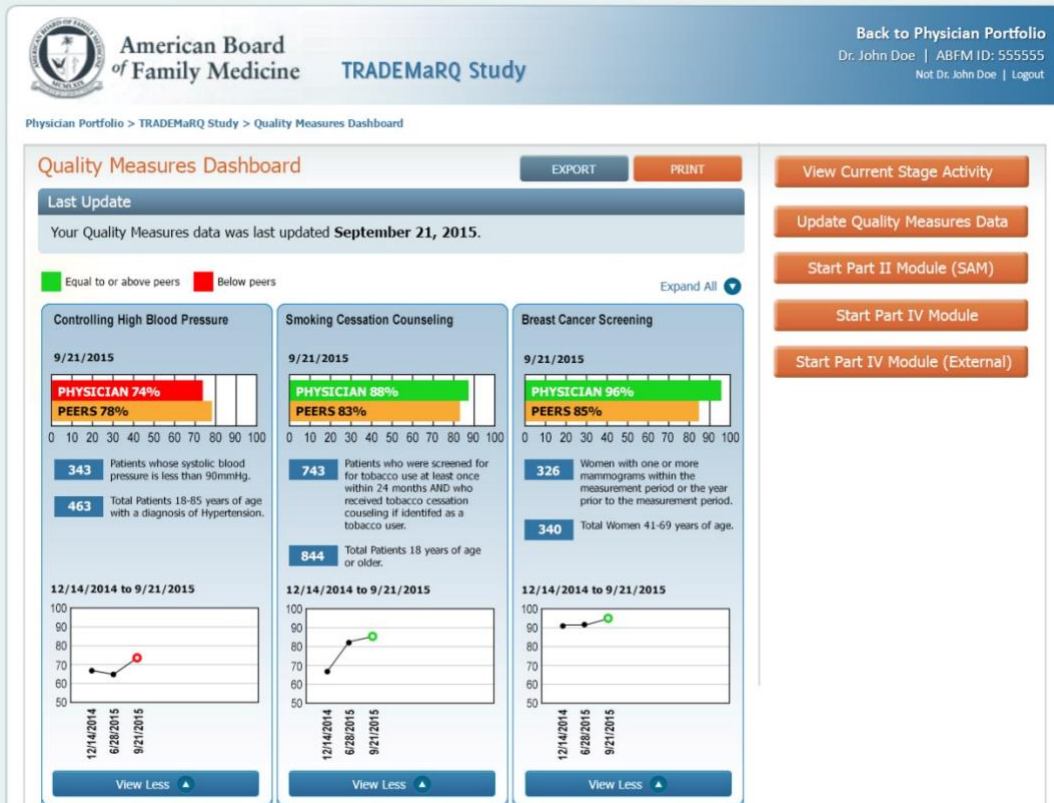 American Board
of Family Medicine
TRADEMaRQ Study
Back to Physician Portfolio
Dr. John Doe | ABFM ID: 555555
Not Dr. John Doe | Logout
Physician Portfolio > TRADEMaRQ Study > Quality Measures Dashboard
Quality Measures Dashboard
EXPORT
PRINT
Last Update
Your Quality Measures data was last updated September 21, 2015.
Equal to or above peers
Below peers
Expand All
Controlling High Blood Pressure
9/21/2015
PHYSICIAN 74%
PEERS 78%
0 10 20 30 40 50 60 70 80 90 100
343
Patients whose systolic blood
pressure is less than 90mmHg.
463
Total Patients 18-85 years of age
with a diagnosis of Hypertension.
12/14/2014 to 9/21/2015
100
90
80
70
60
50
12/14/2014
6/28/2015
9/21/2015
View Less
Smoking Cessation Counseling
9/21/2015
PHYSICIAN 88%
PEERS 83%
0 10 20 30 40 50 60 70 80 90 100
743
Patients who were screened for
for tobacco use at least once
within 24 months AND who
received tobacco cessation
couseling if identifed as a
tobacco user.
844
Total Patients 18 years of age
or older.
12/14/2014 to 9/21/2015
100
90
80
70
60
50
12/14/2014
6/28/2015
9/21/2015
View Less
Breast Cancer Screening
9/21/2015
PHYSICIAN 96%
PEERS 85%
0 10 20 30 40 50 60 70 80 90 100
326
Women with one or more
mammograms within the
measurement period or the year
prior to the measurement period.
340
Total Women 41-69 years of age.
12/14/2014 to 9/21/2015
100
90
80
70
60
50
12/14/2014
6/28/2015
9/21/2015
View Less
View Current Stage Activity
Update Quality Measures Data
Start Part II Module (SAM)
Start Part IV Module
Start Part IV Module (External)